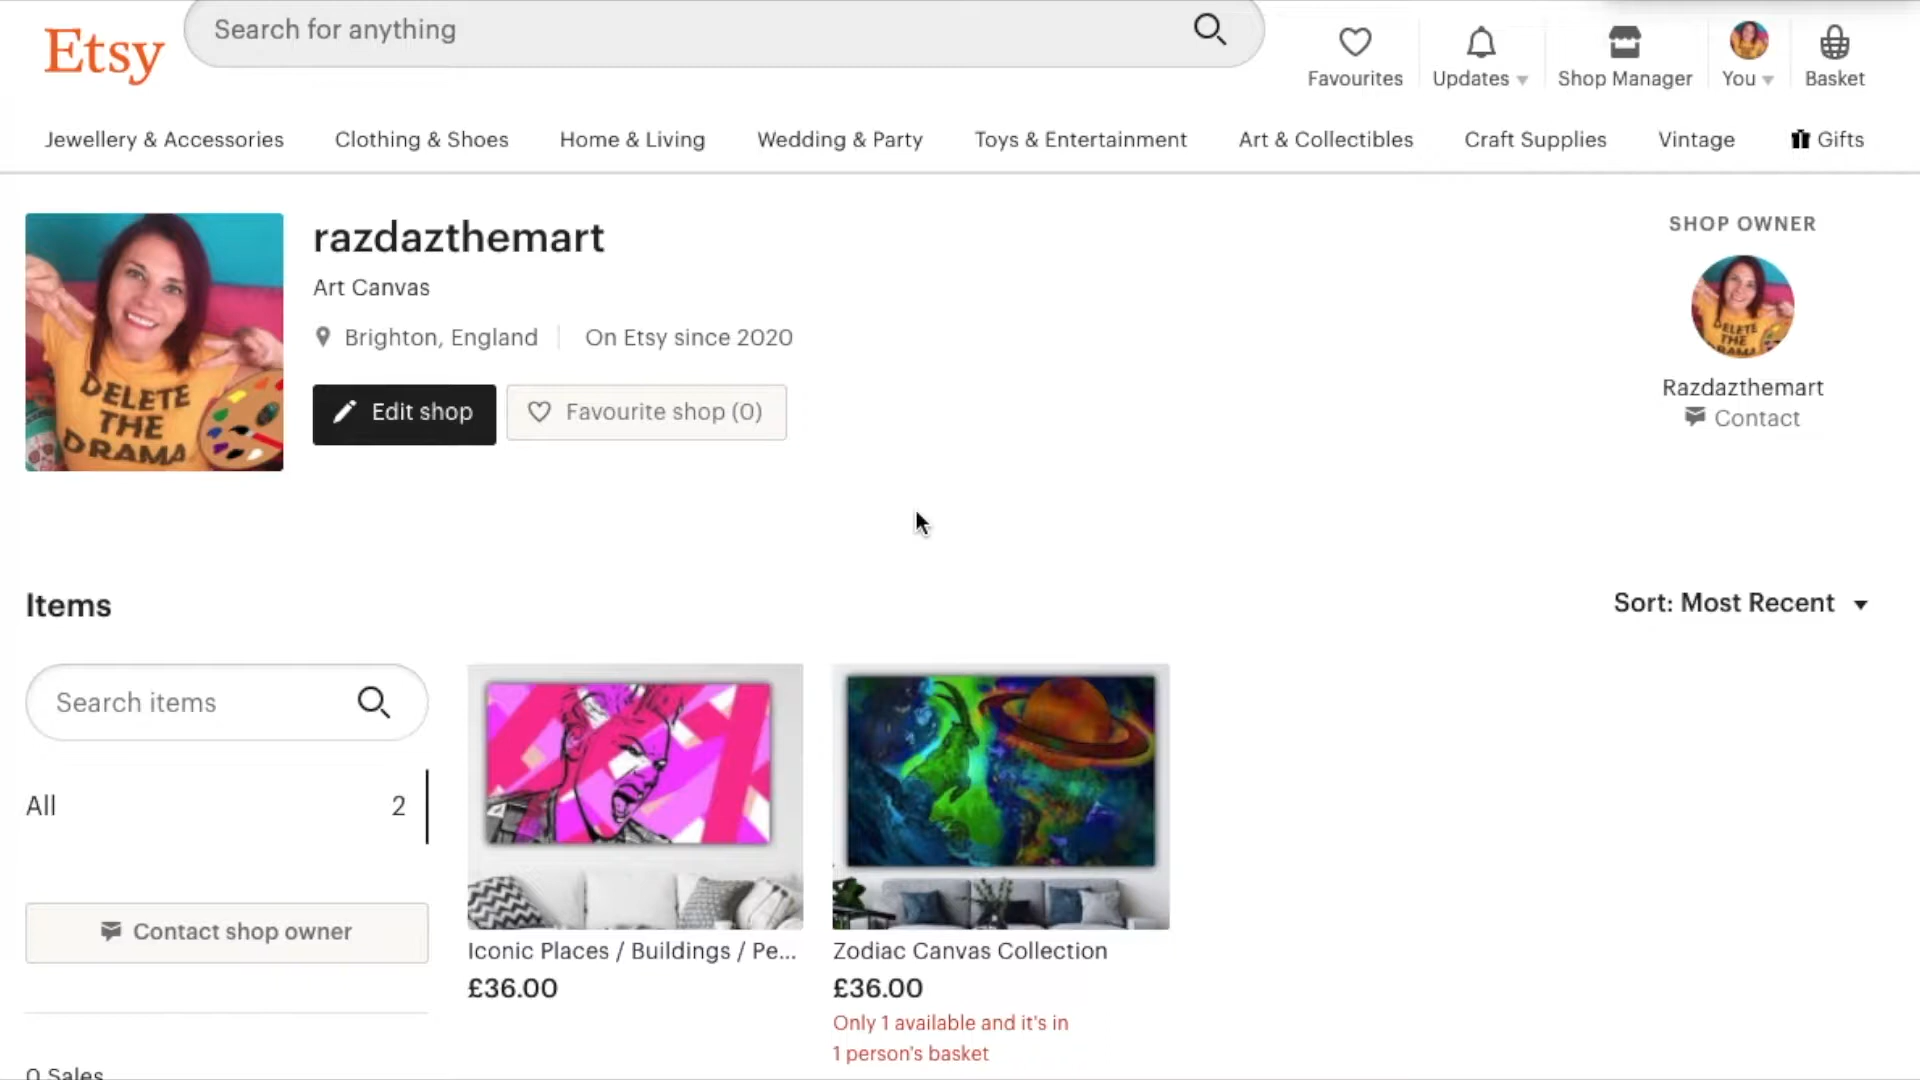 Etsy
Search for anything
Favourites
Updates
Shop Manager
You
Basket
Jewellery & Accessories
Clothing & Shoes
Home & Living
Wedding & Party
Toys & Entertainment
Art & Collectibles
Craft Supplies
Vintage
Gifts
DELETE
THE
DRAMA
razdazthemart
Art Canvas
Brighton, England
On Etsy since 2020
Edit shop
Favourite shop (0)
SHOP OWNER
DELETE
THE
DRAMA
Razdazthemart
Contact
Items
Sort: Most Recent
Search items
All 2
Contact shop owner
0 Sales
Iconic Places / Buildings / Pe...
£36.00
Zodiac Canvas Collection
£36.00
Only 1 available and it's in
1 person's basket